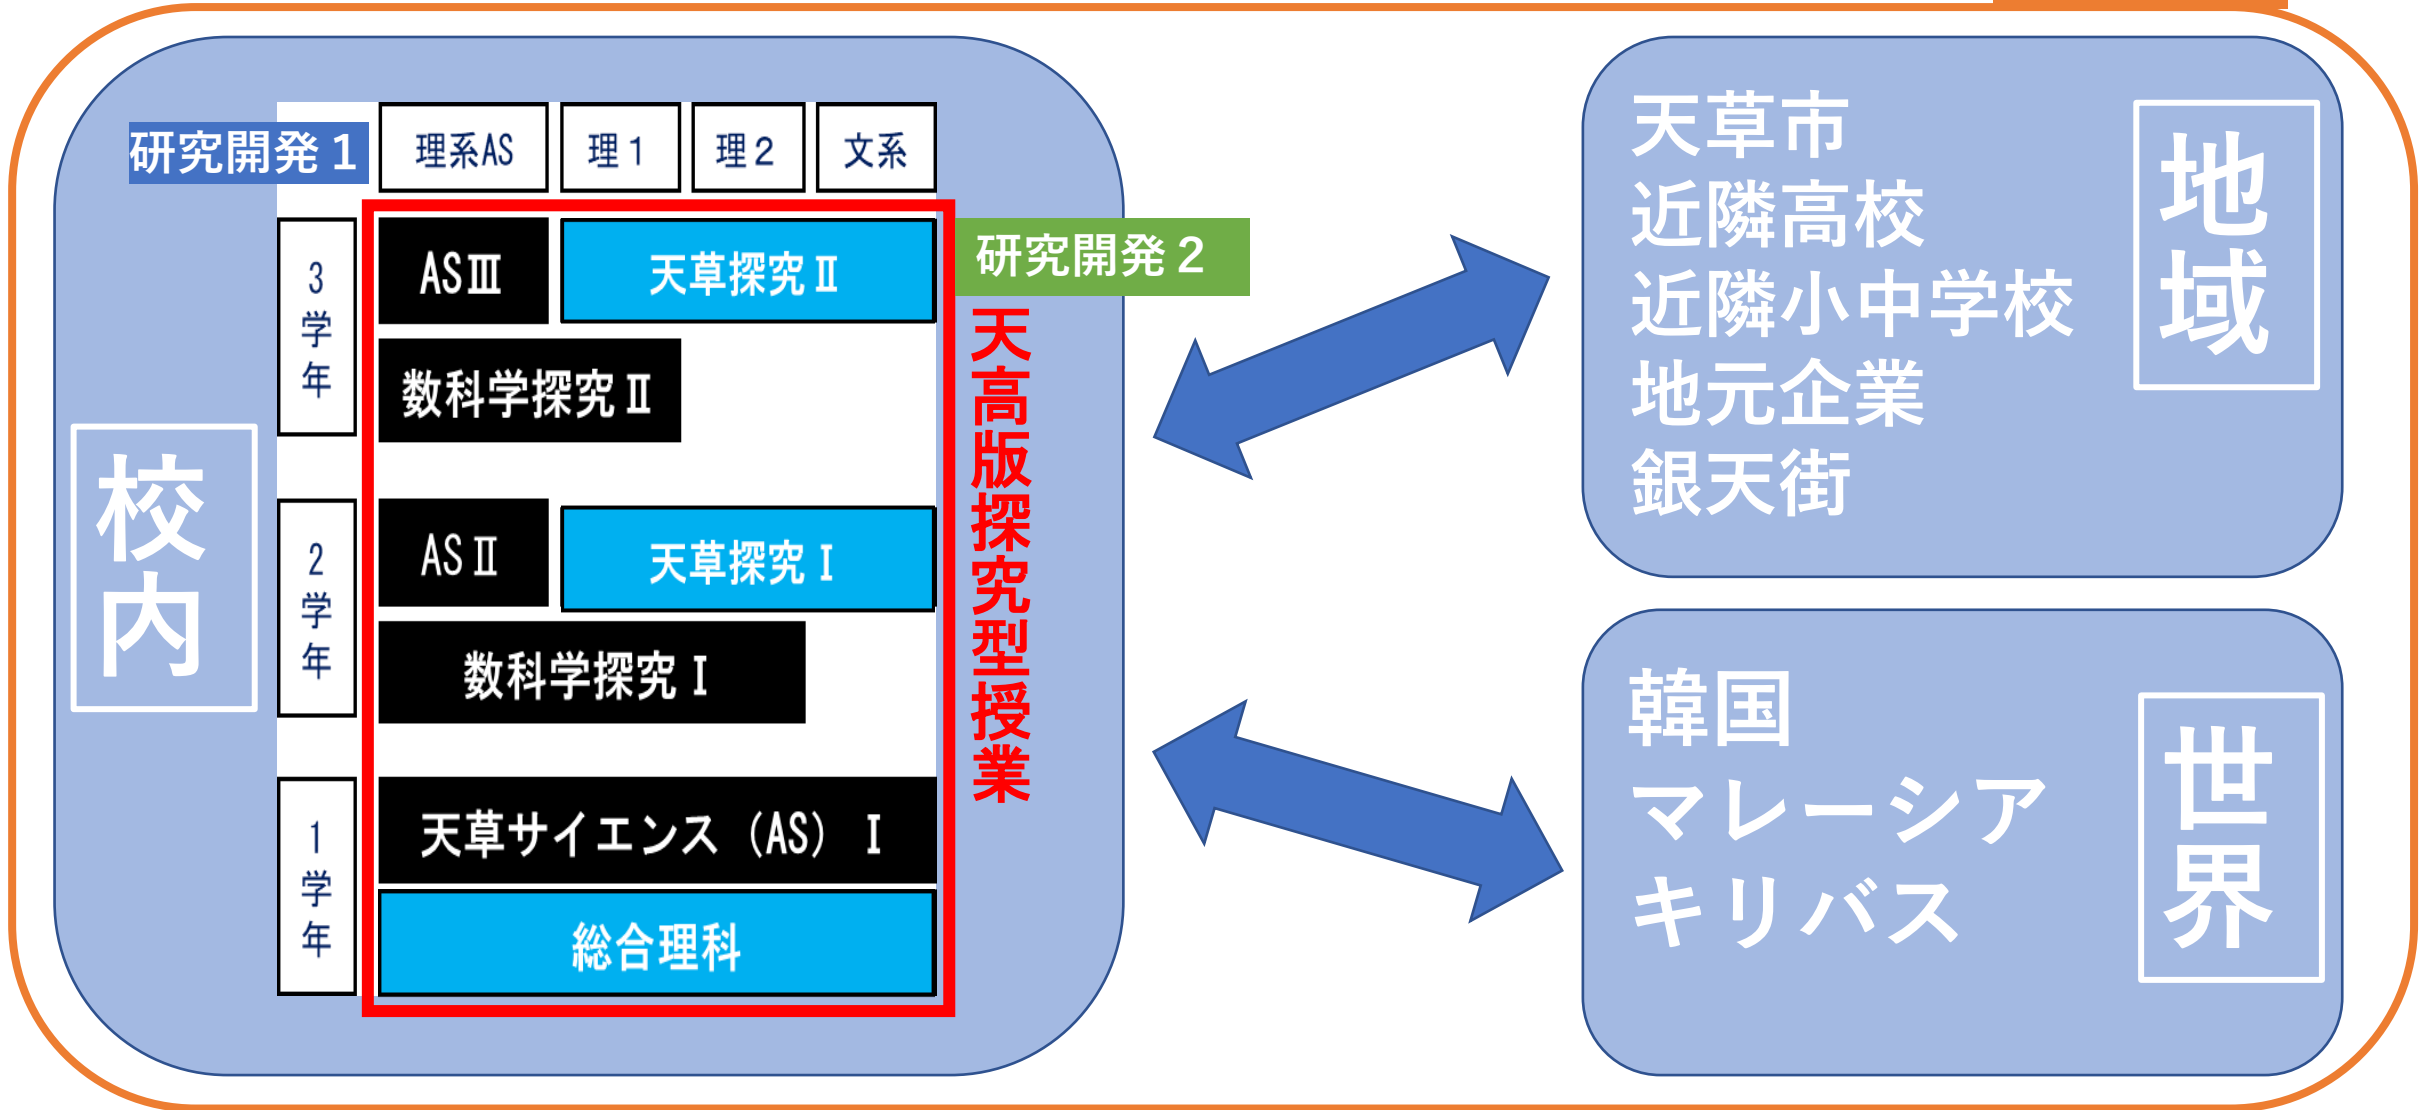 研究開発１
理系AS
理１
理２
文系
3学年
ASⅢ
天草探究Ⅱ
数科学探究Ⅱ
2学年
ASⅡ
天草探究Ⅰ
数科学探究Ⅰ
1学年
天草サイエンス（AS）Ⅰ
総合理科
校内
研究開発２
天高版探究型授業
天草市
近隣高校
近隣小中学校
地元企業
銀天街
地域
韓国
マレーシア
キリバス
世界